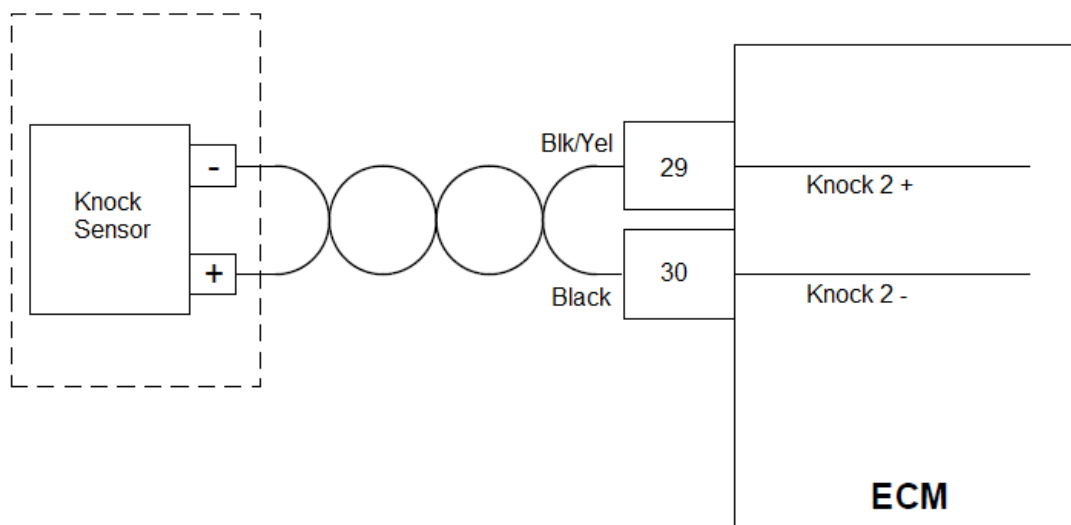 Knock
Sensor
-
+
Blk/Yel
Black
29
30
Knock 2 +
Knock 2 -
ECM